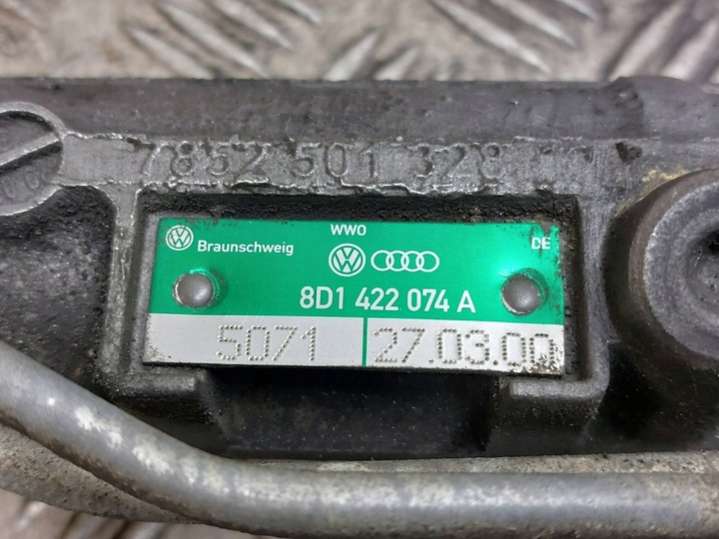 7852 501 328
WWO
Braunschweig
DE
8D1 422 074 A
5071
27.03.00